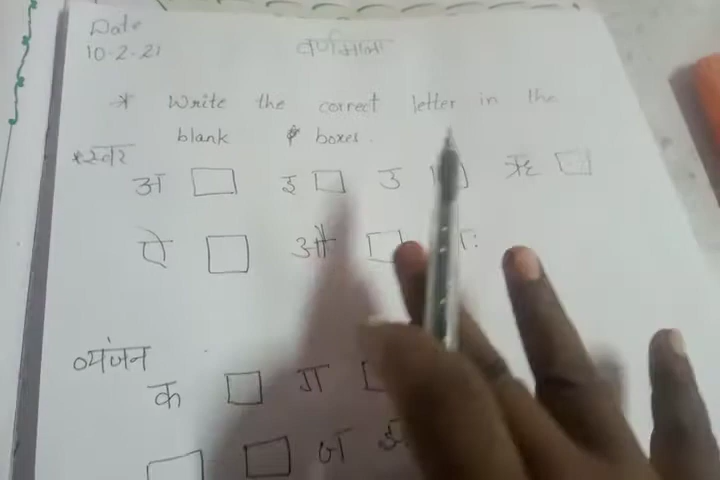 Date
10-2-21
वर्णमाला
* Write the correct letter in the
blank boxes.
*स्वर
अ इ उ ऋ
ऐ औ
व्यंजन
क ग
ज